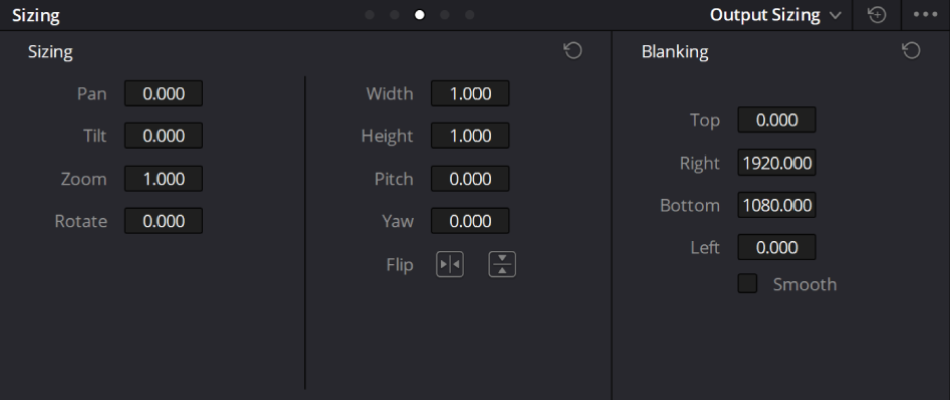 Sizing
Output Sizing
Sizing
Pan 0.000
Tilt 0.000
Zoom 1.000
Rotate 0.000
Width 1.000
Height 1.000
Pitch 0.000
Yaw 0.000
Flip
Blanking
Top 0.000
Right 1920.000
Bottom 1080.000
Left 0.000
Smooth